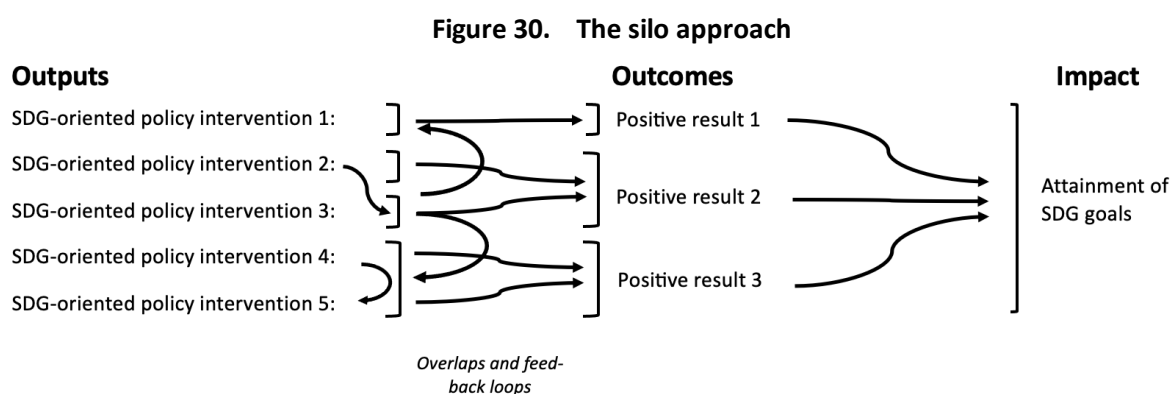 Figure 30. The silo approach
Outputs Outcomes Impact
SDG-oriented policy intervention 1: Positive result 1
SDG-oriented policy intervention 2:
SDG-oriented policy intervention 3: Positive result 2
SDG-oriented policy intervention 4:
SDG-oriented policy intervention 5: Positive result 3
Attainment of
SDG goals
Overlaps and feed-
back loops